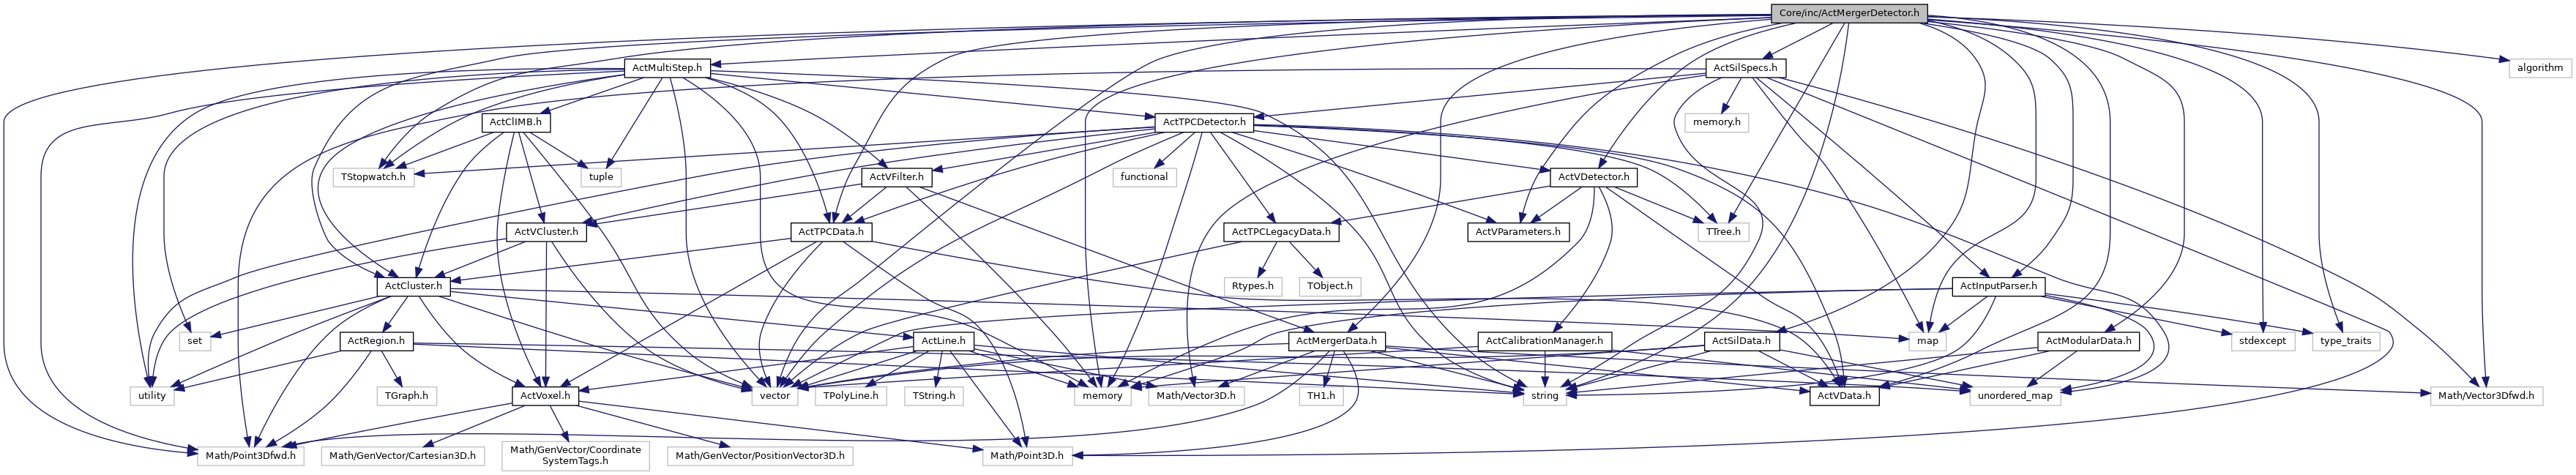 Core/inc/ActMergerDetector.h
ActMultiStep.h
ActSilSpecs.h
algorithm
ActClIMB.h
ActTPCDetector.h
memory.h
TStopwatch.h
tuple
ActVFilter.h
functional
ActVDetector.h
ActVCluster.h
ActTPCData.h
ActTPCLegacyData.h
ActVParameters.h
TTree.h
ActCluster.h
Rtypes.h
TObject.h
ActInputParser.h
set
ActRegion.h
ActLine.h
ActMergerData.h
ActCalibrationManager.h
ActSilData.h
map
ActModularData.h
stdexcept
type_traits
utility
TGraph.h
ActVoxel.h
vector
TPolyLine.h
TString.h
memory
Math/Vector3D.h
TH1.h
string
ActVData.h
unordered_map
Math/Vector3Dfwd.h
Math/Point3Dfwd.h
Math/GenVector/Cartesian3D.h
Math/GenVector/Coordinate
SystemTags.h
Math/GenVector/PositionVector3D.h
Math/Point3D.h